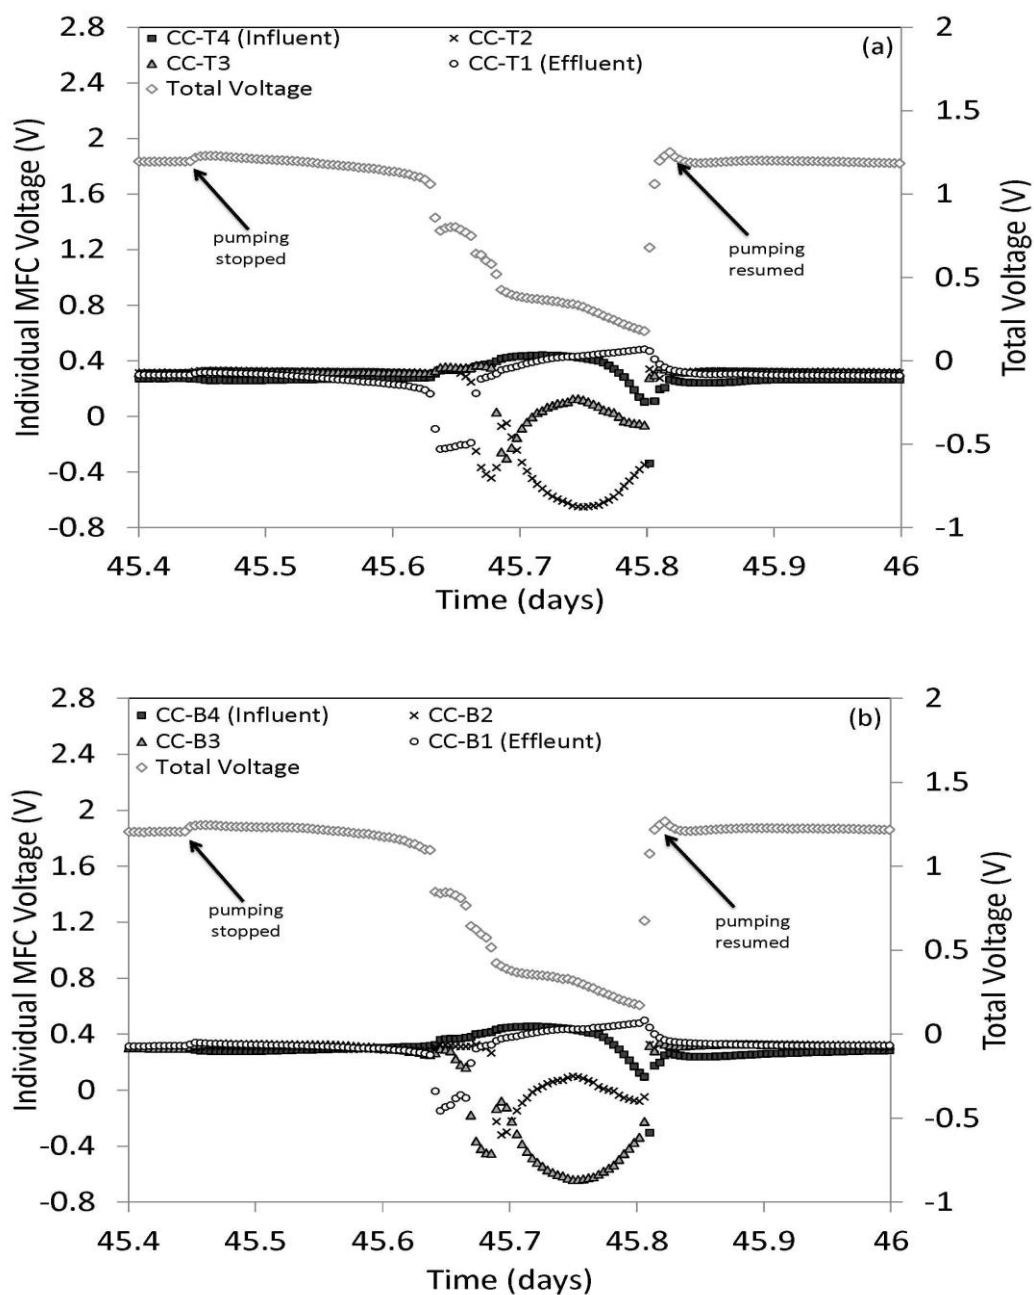 2.8
2.4
2
1.6
1.2
0.8
0.4
0
-0.4
-0.8
Individual MFC Voltage (V)
CC-T4 (Influent)
CC-T2
CC-T3
CC-T1 (Effluent)
Total Voltage
(a)
pumping
stopped
pumping
resumed
2
1.5
1
0.5
0
-0.5
-1
Total Voltage (V)
45.4 45.5 45.6 45.7 45.8 45.9 46
Time (days)
2.8
2.4
2
1.6
1.2
0.8
0.4
0
-0.4
-0.8
Individual MFC Voltage (V)
CC-B4 (Influent)
CC-B2
CC-B3
CC-B1 (Effleunt)
Total Voltage
(b)
pumping
stopped
pumping
resumed
2
1.5
1
0.5
0
-0.5
-1
Total Voltage (V)
45.4 45.5 45.6 45.7 45.8 45.9 46
Time (days)